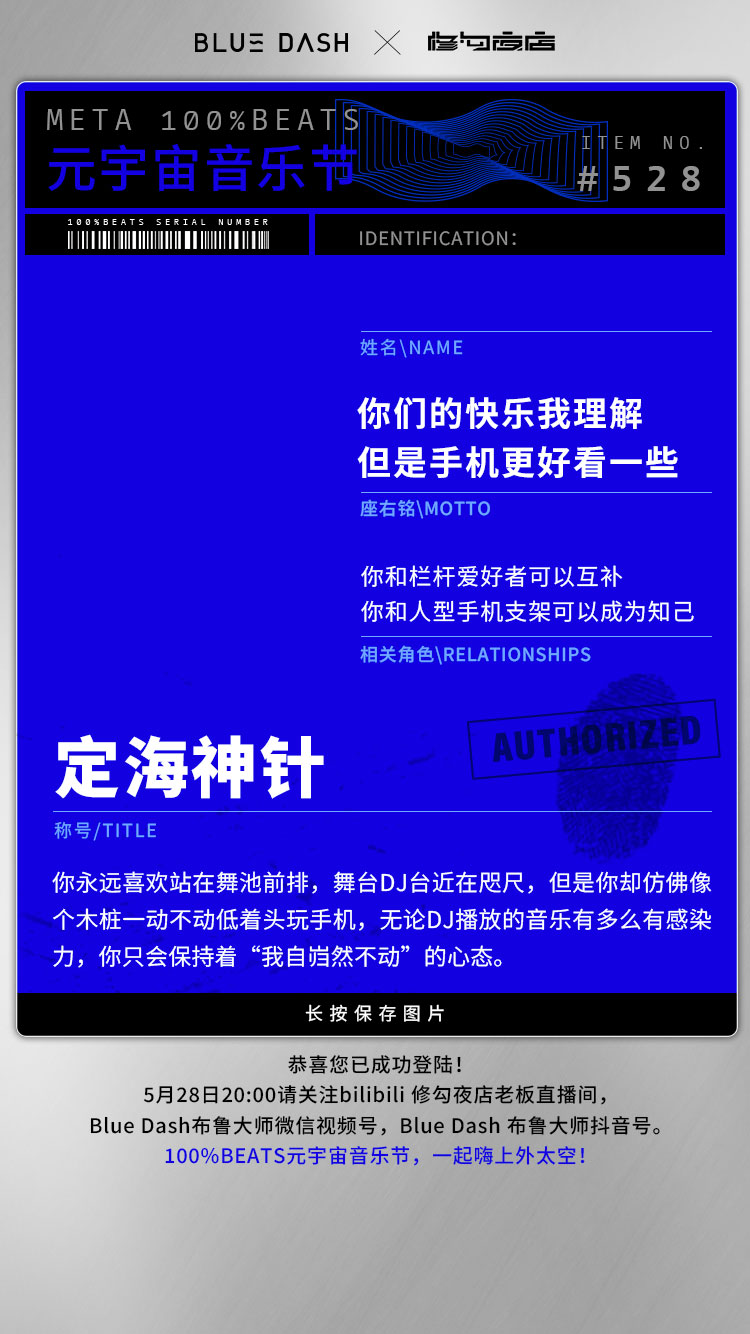 BLUE DASH × 修勾夜店
META 100%BEATS
元宇宙音乐节
ITEM NO.
#528
100%BEATS SERIAL NUMBER
IDENTIFICATION:
姓名\NAME
你们的快乐我理解
但是手机更好看一些
座右铭\MOTTO
你和栏杆爱好者可以互补
你和人型手机支架可以成为知己
相关角色\RELATIONSHIPS
AUTHORIZED
定海神针
称号/TITLE
你永远喜欢站在舞池前排，舞台DJ台近在咫尺，但是你却仿佛像
个木桩一动不动低着头玩手机，无论DJ播放的音乐有多么有感染
力，你只会保持着“我自岿然不动”的心态。
长按保存图片
恭喜您已成功登陆！
5月28日20:00请关注bilibili 修勾夜店老板直播间，
Blue Dash布鲁大师微信视频号，Blue Dash 布鲁大师抖音号。
100%BEATS元宇宙音乐节，一起嗨上外太空！